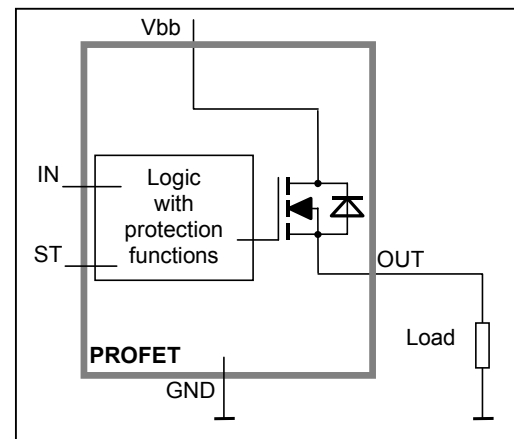 Vbb
IN
Logic
with
protection
functions
ST
OUT
Load
PROFET
GND